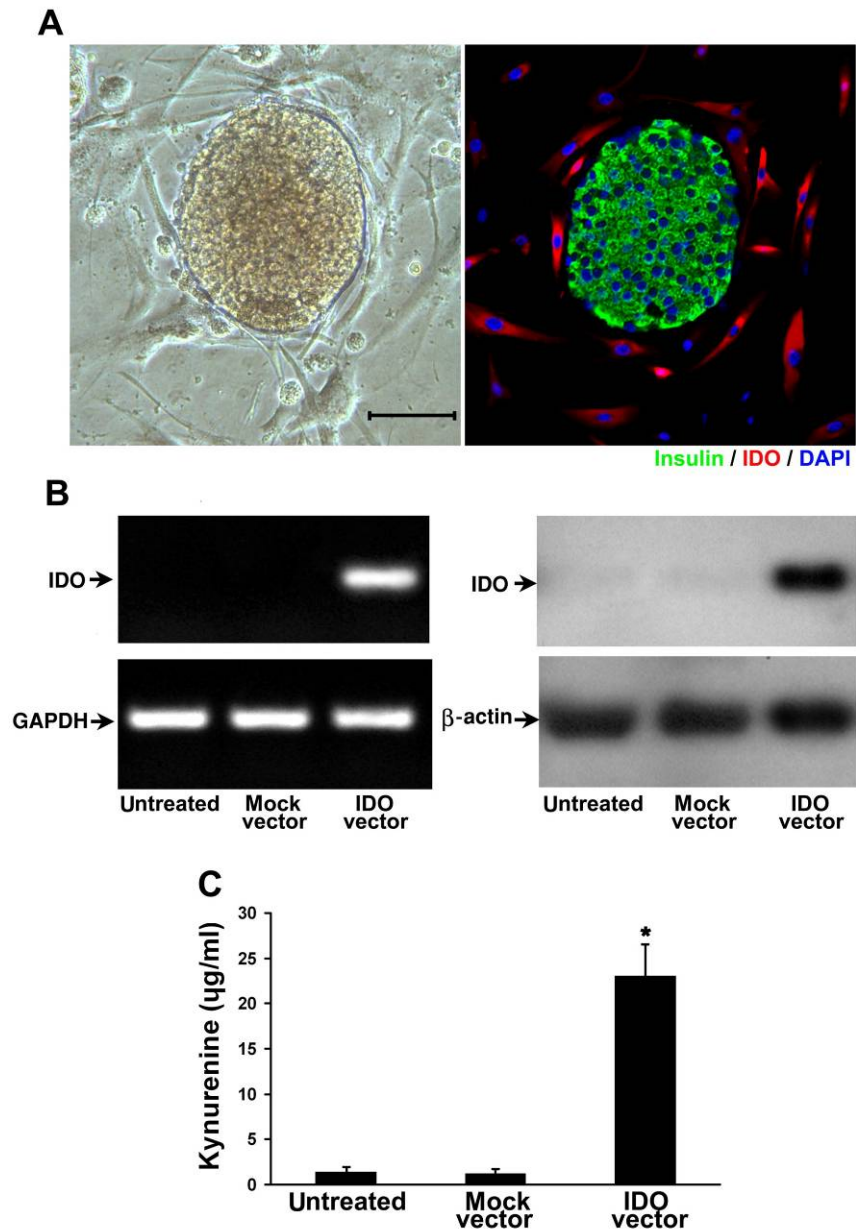 A
Insulin / IDO / DAPI
B
IDO
IDO
GAPDH
β-actin
Untreated
Mock
vector
IDO
vector
Untreated
Mock
vector
IDO
vector
C
Kynurenine (ųg/ml)
30
25
20
15
10
5
0
*
Untreated
Mock
vector
IDO
vector